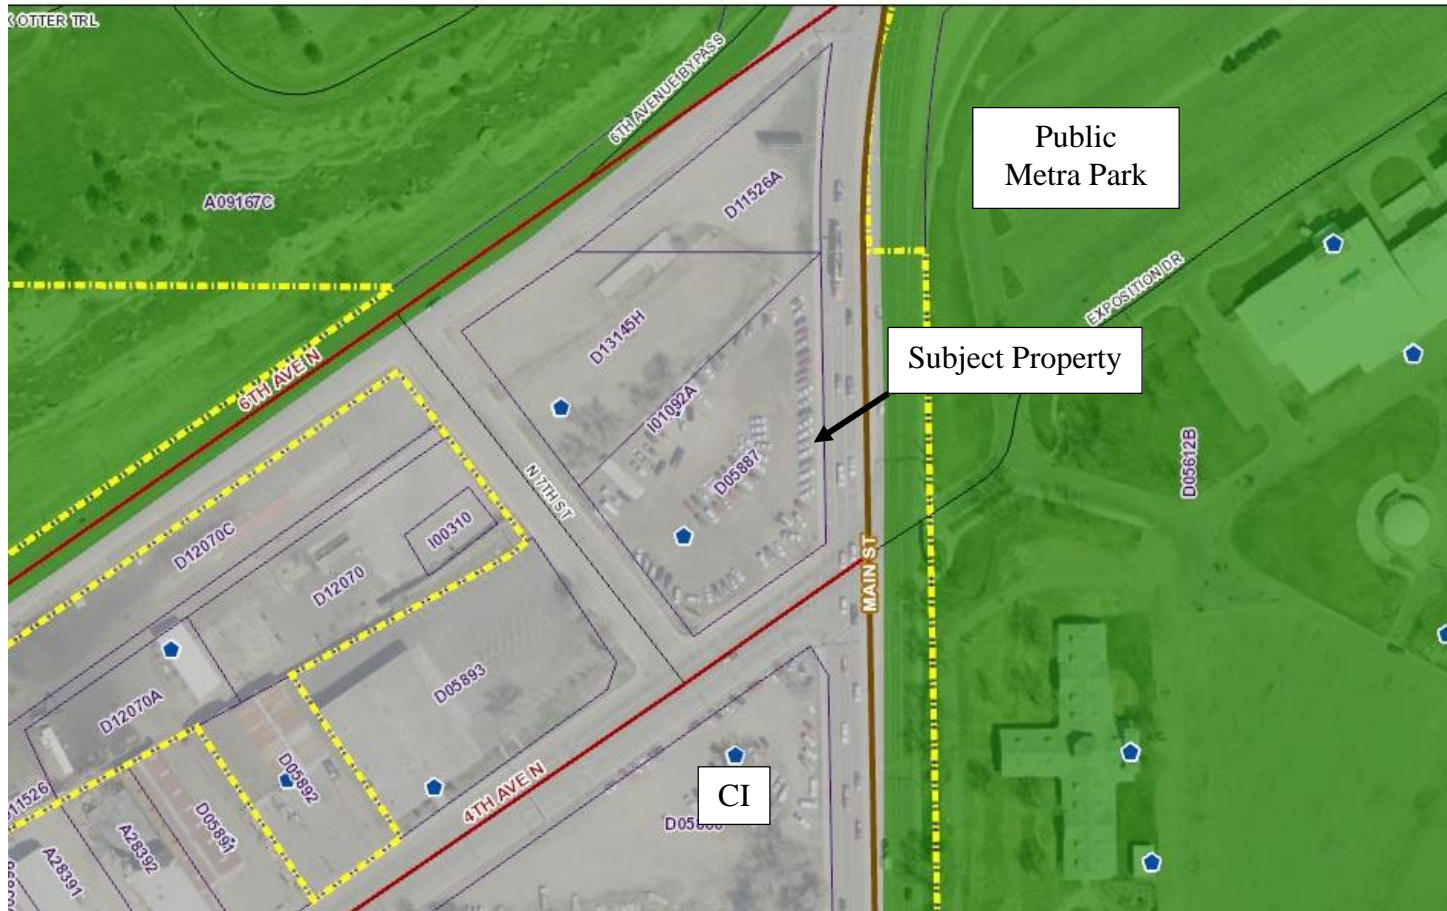 OTTER TRL
6TH AVENUE BYPASS
Public
Metra Park
A09167C
D11526A
EXPOSITION DR
D13145H
Subject Property
6TH AVE N
I01092A
D05887
N 7TH ST
D05612B
D12070C
I00310
D12070
MAIN ST
D05893
D12070A
D05892
4TH AVE N
CI
D05891
A28392
A28391